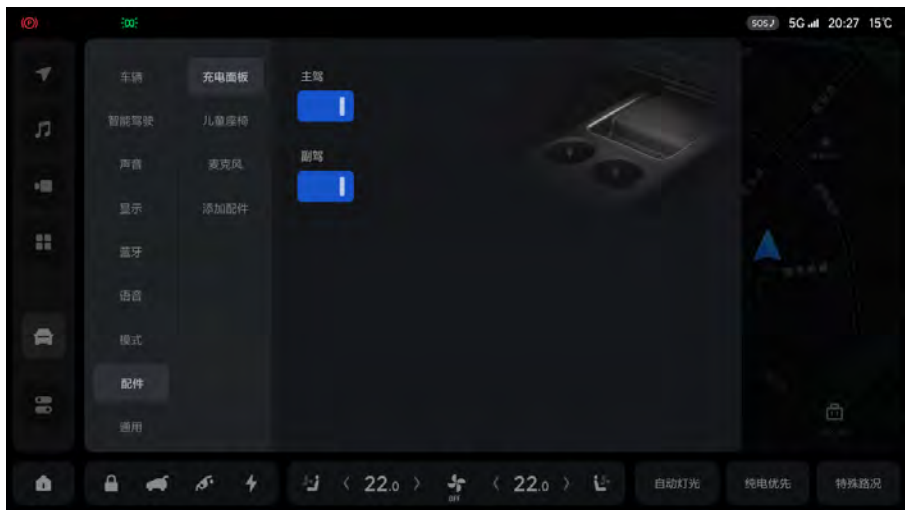 (P)
SOS 5G 20:27 15℃
车辆
智能驾驶
声音
显示
蓝牙
语音
模式
配件
通用
充电面板
儿童座椅
麦克风
添加配件
主驾
副驾
22.0
OFF
22.0
自动灯光
纯电优先
特殊路况